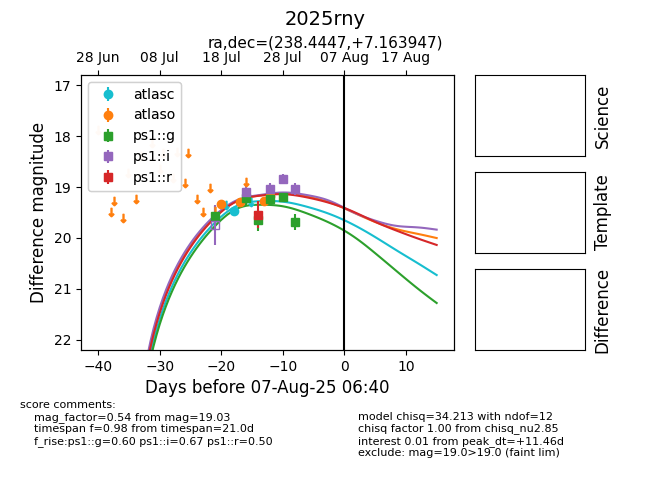 2025rny
ra,dec=(238.4447,+7.163947)
28 Jun 08 Jul 18 Jul 28 Jul 07 Aug 17 Aug
17
18
19
20
21
22
Difference magnitude
atlasc
atlaso
ps1::g
ps1::i
ps1::r
−40 −30 −20 −10 0 10
Days before 07-Aug-25 06:40
Science
Template
Difference
score comments:
mag_factor=0.54 from mag=19.03
timespan f=0.98 from timespan=21.0d
f_rise:ps1::g=0.60 ps1::i=0.67 ps1::r=0.50
model chisq=34.213 with ndof=12
chisq factor 1.00 from chisq_nu2.85
interest 0.01 from peak_dt=+11.46d
exclude: mag=19.0>19.0 (faint lim)